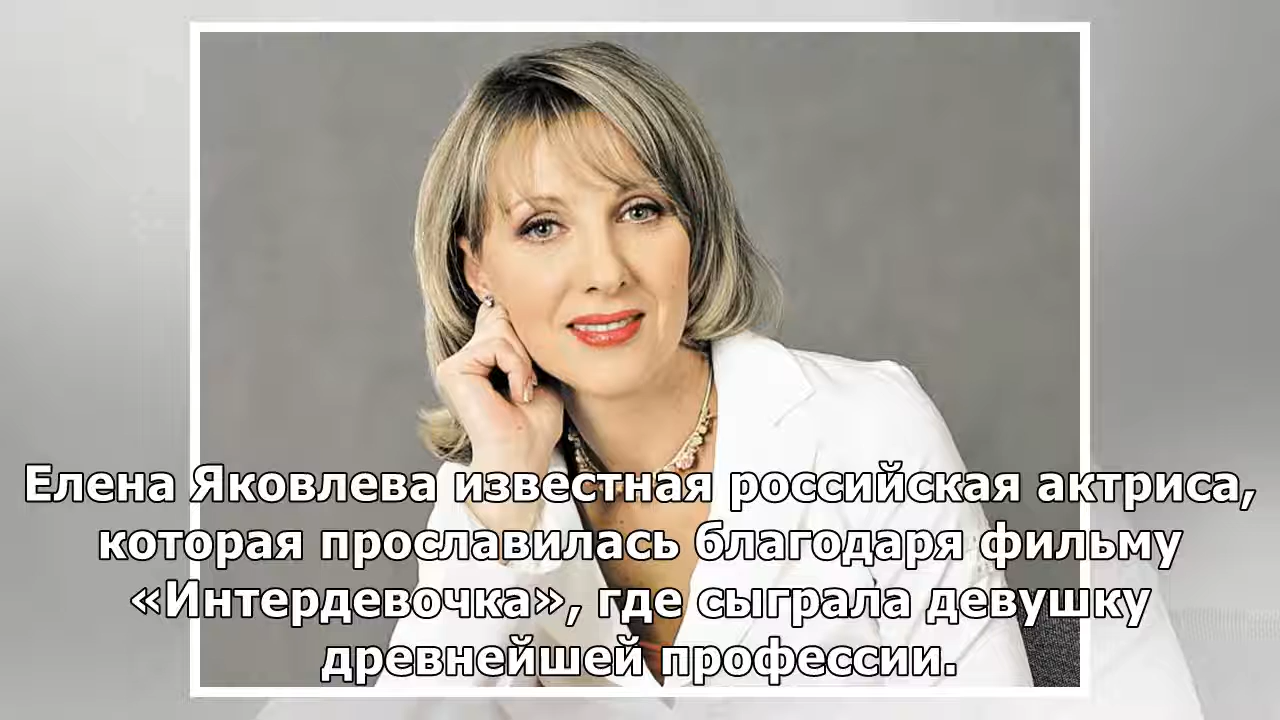 Елена Яковлева известная российская актриса,
которая прославилась благодаря фильму
«Интердевочка», где сыграла девушку
древнейшей профессии.